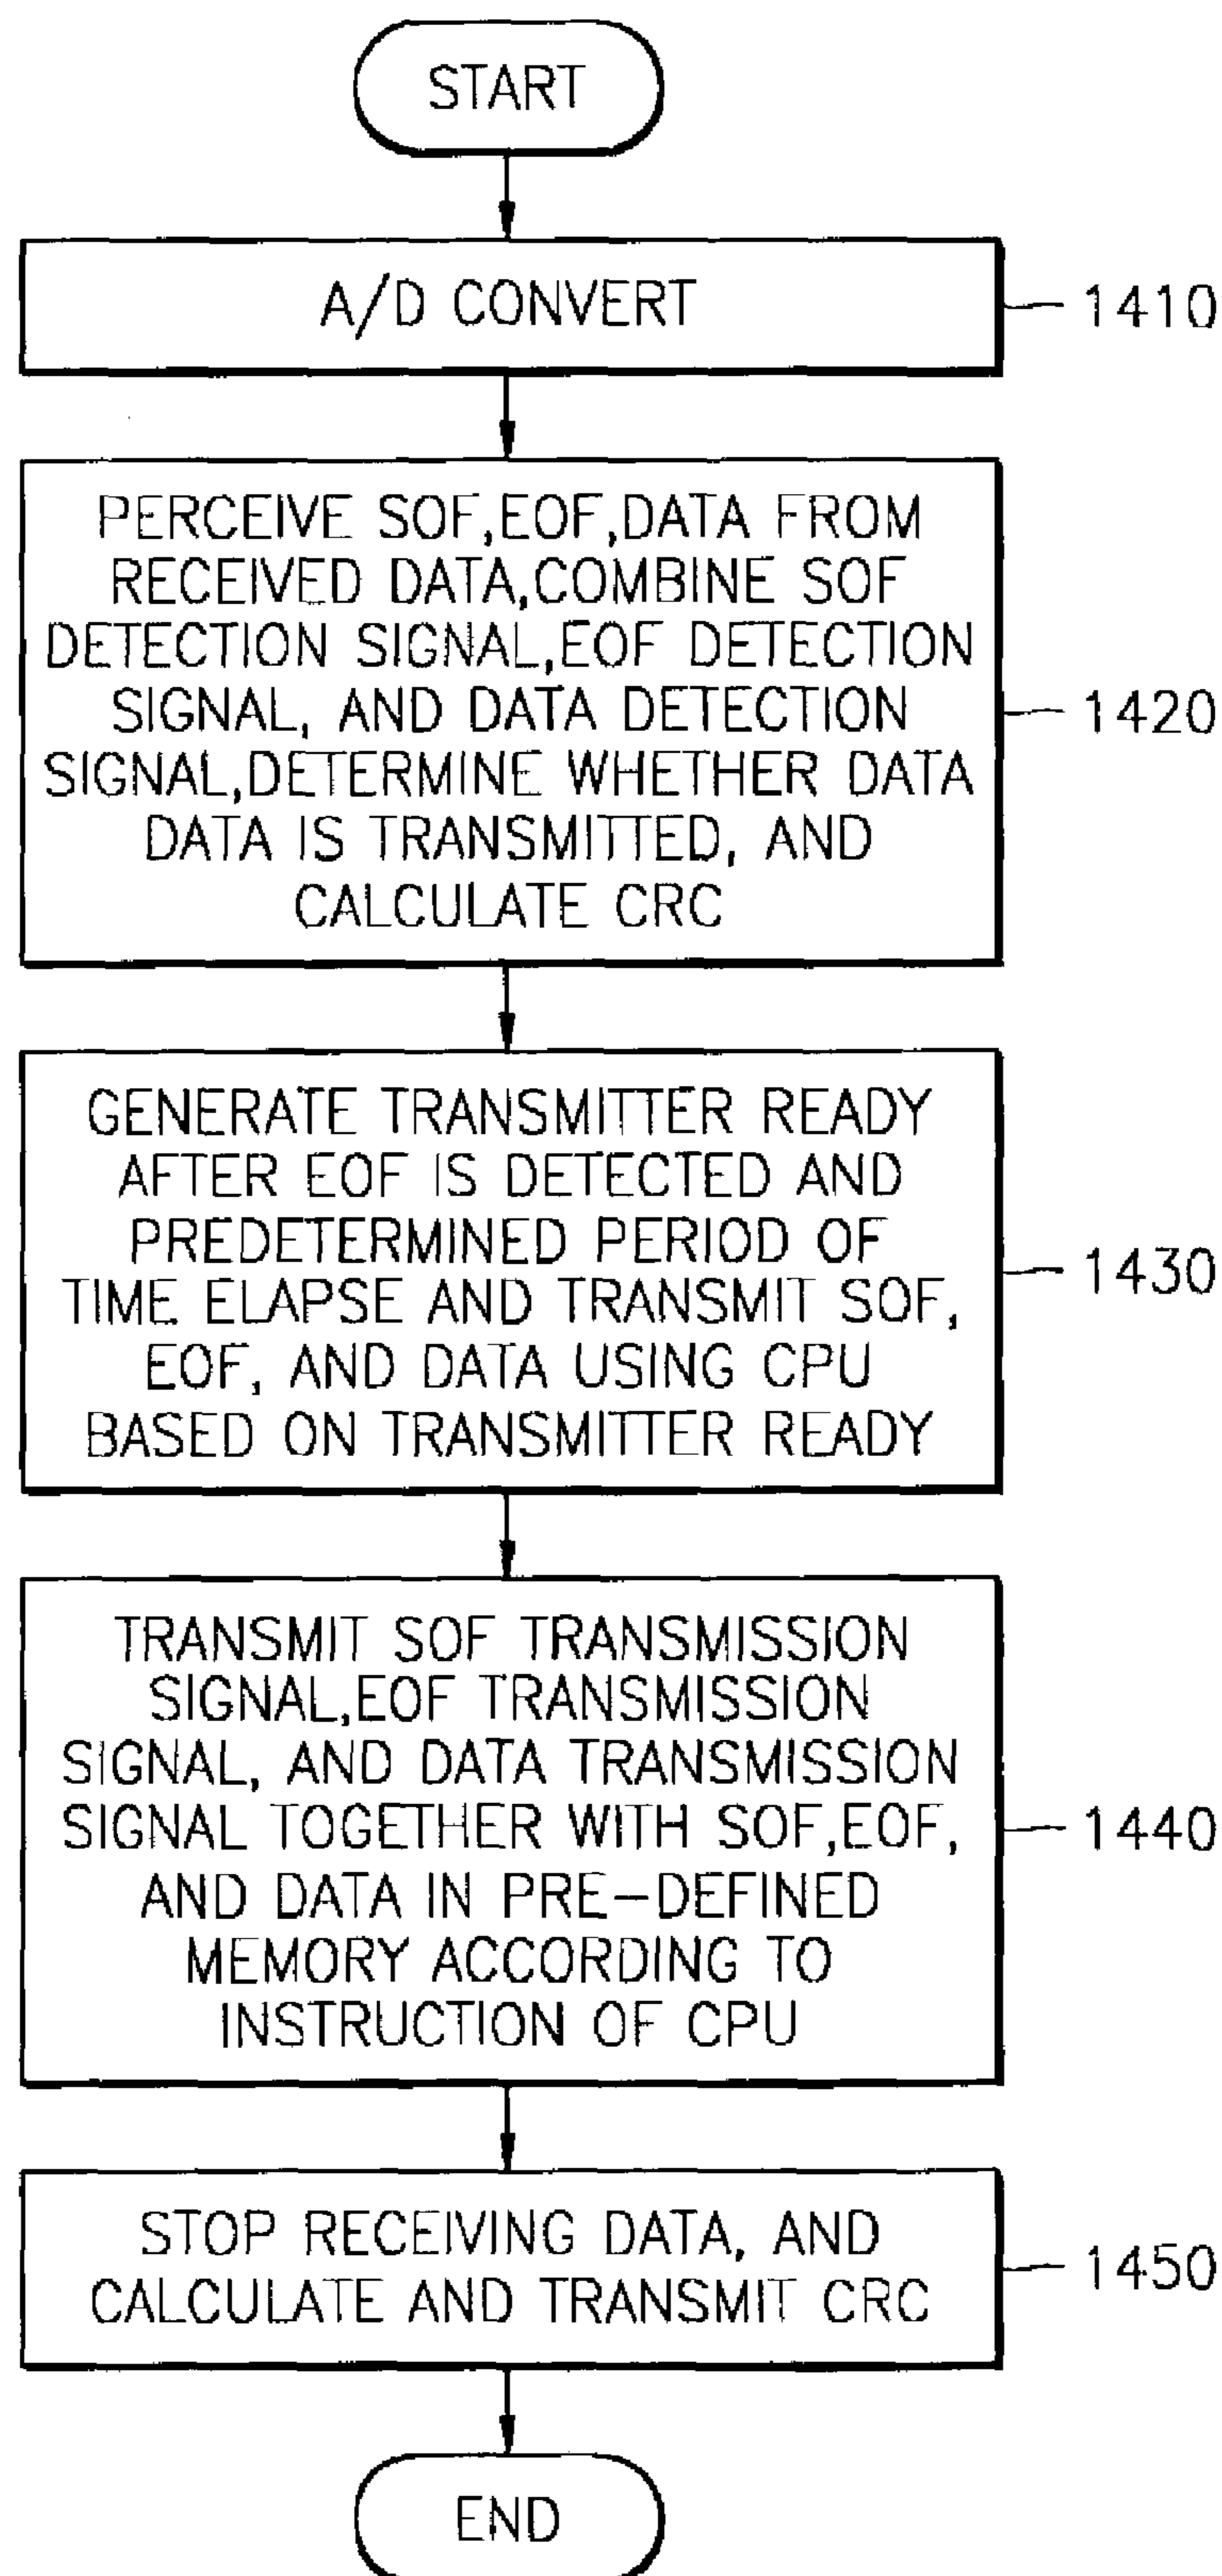 START
A/D CONVERT
1410
PERCEIVE SOF,EOF,DATA FROM
RECEIVED DATA,COMBINE SOF
DETECTION SIGNAL,EOF DETECTION
SIGNAL, AND DATA DETECTION
SIGNAL,DETERMINE WHETHER DATA
DATA IS TRANSMITTED, AND
CALCULATE CRC
1420
GENERATE TRANSMITTER READY
AFTER EOF IS DETECTED AND
PREDETERMINED PERIOD OF
TIME ELAPSE AND TRANSMIT SOF,
EOF, AND DATA USING CPU
BASED ON TRANSMITTER READY
1430
TRANSMIT SOF TRANSMISSION
SIGNAL,EOF TRANSMISSION
SIGNAL, AND DATA TRANSMISSION
SIGNAL TOGETHER WITH SOF,EOF,
AND DATA IN PRE-DEFINED
MEMORY ACCORDING TO
INSTRUCTION OF CPU
1440
STOP RECEIVING DATA, AND
CALCULATE AND TRANSMIT CRC
1450
END